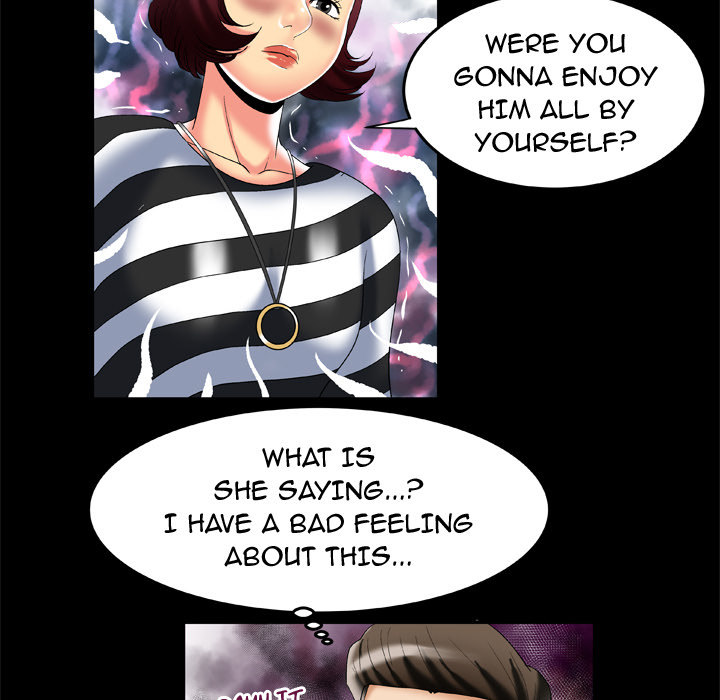 WERE YOU
GONNA ENJOY
HIM ALL BY
YOURSELF?
WHAT IS
SHE SAYING...?
I HAVE A BAD FEELING
ABOUT THIS...